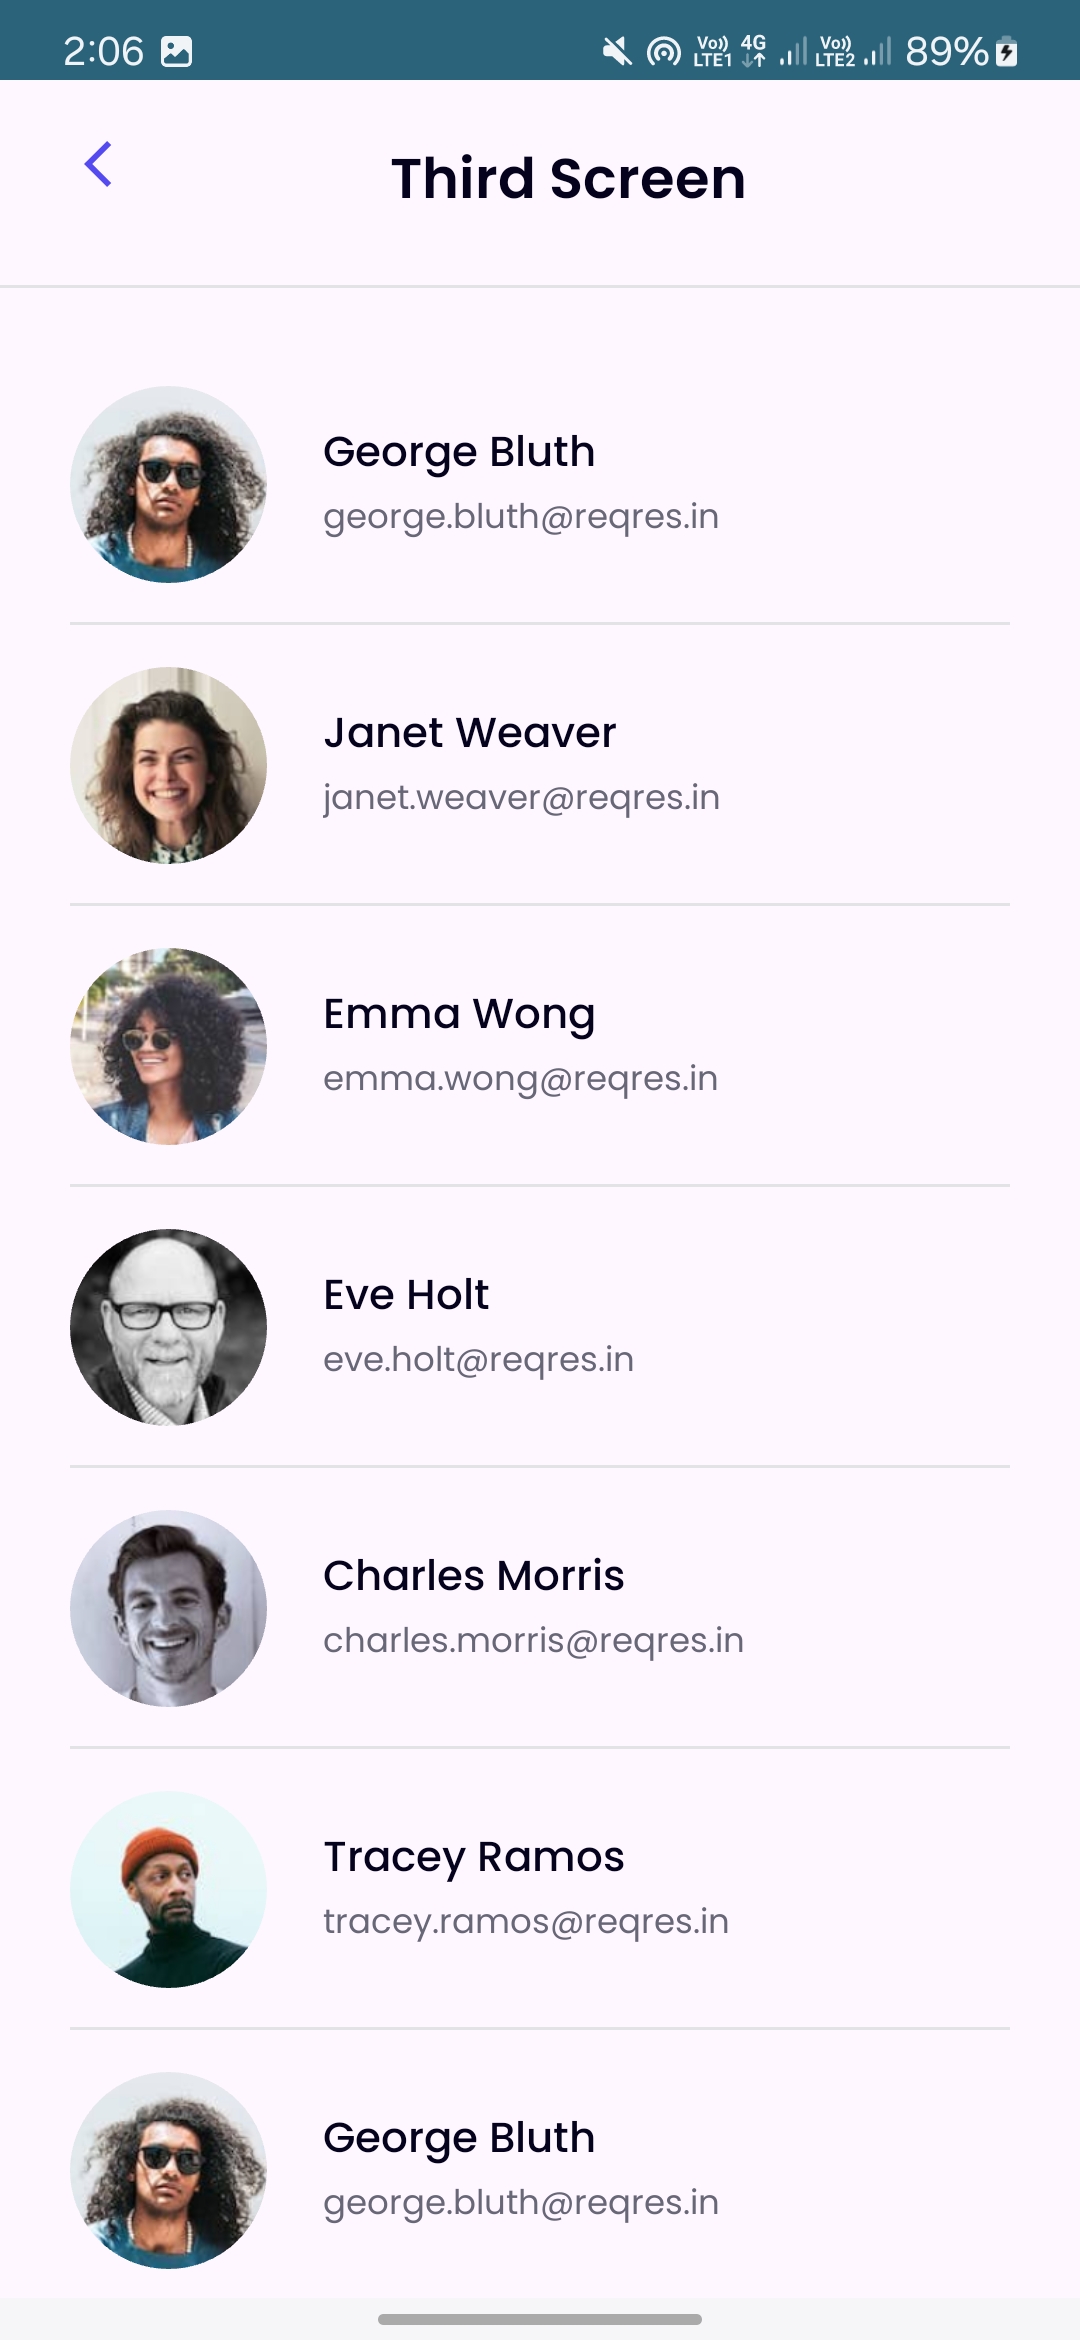 2:06 Vo)) LTE1 4G Vo)) LTE2 89%
Third Screen
George Bluth
george.bluth@reqres.in
Janet Weaver
janet.weaver@reqres.in
Emma Wong
emma.wong@reqres.in
Eve Holt
eve.holt@reqres.in
Charles Morris
charles.morris@reqres.in
Tracey Ramos
tracey.ramos@reqres.in
George Bluth
george.bluth@reqres.in